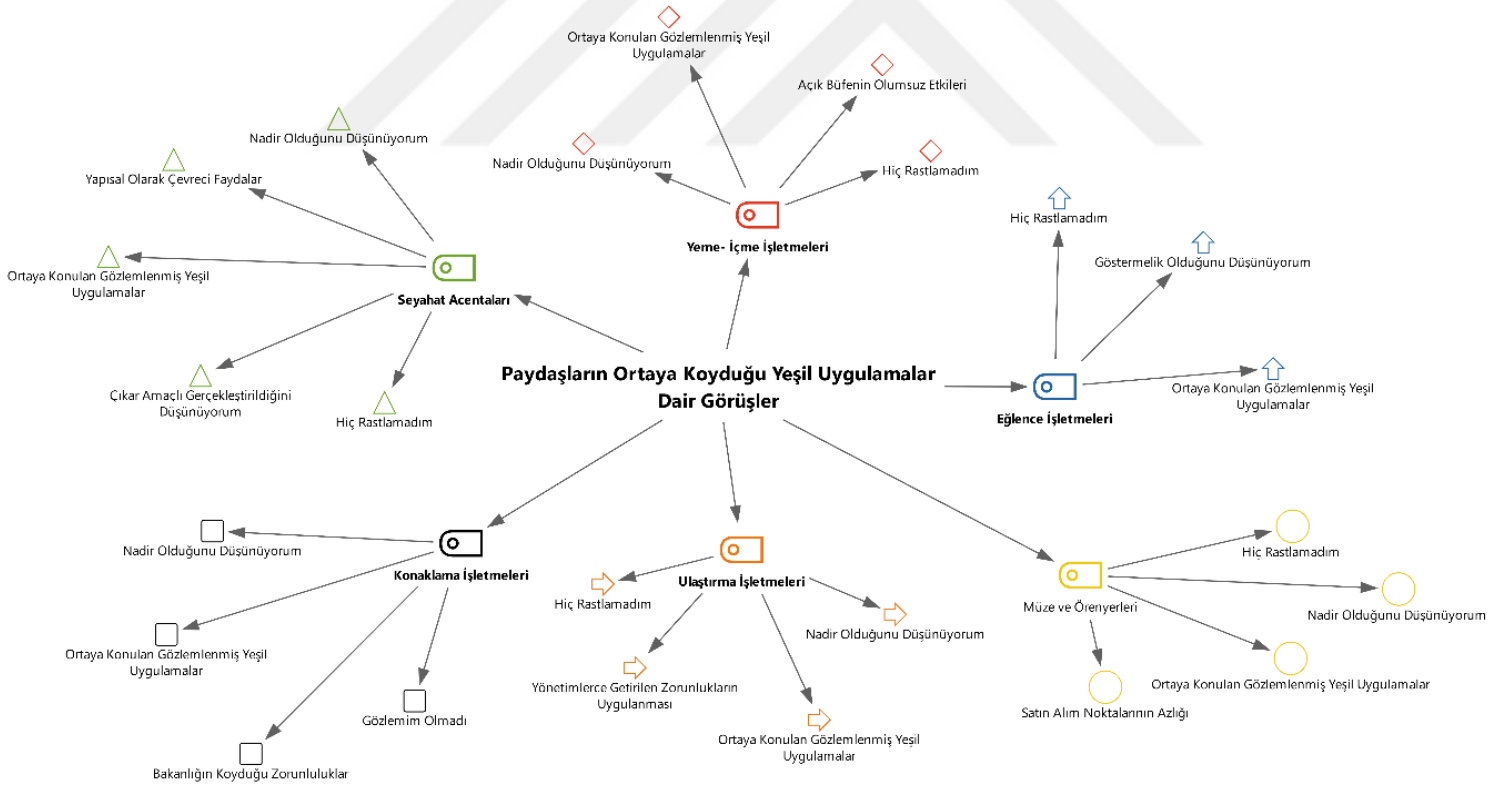 Ortaya Konulan Gözlemlenmiş Yeşil
Uygulamalar
Açık Büfenin Olumsuz Etkileri
Nadir Olduğunu Düşünüyorum
Hiç Rastlamadım
Yeme- İçme İşletmeleri
Nadir Olduğunu Düşünüyorum
Yapısal Olarak Çevreci Faydalar
Ortaya Konulan Gözlemlenmiş Yeşil
Uygulamalar
Seyahat Acentaları
Çıkar Amaçlı Gerçekleştirildiğini
Düşünüyorum
Hiç Rastlamadım
Hiç Rastlamadım
Göstermelik Olduğunu Düşünüyorum
Ortaya Konulan Gözlemlenmiş Yeşil
Uygulamalar
Eğlence İşletmeleri
Paydaşların Ortaya Koyduğu Yeşil Uygulamalar
Dair Görüşler
Nadir Olduğunu Düşünüyorum
Konaklama İşletmeleri
Ortaya Konulan Gözlemlenmiş Yeşil
Uygulamalar
Gözlemim Olmadı
Bakanlığın Koyduğu Zorunluluklar
Ulaştırma İşletmeleri
Hiç Rastlamadım
Nadir Olduğunu Düşünüyorum
Yönetimlerce Getirilen Zorunlukların
Uygulanması
Ortaya Konulan Gözlemlenmiş Yeşil
Uygulamalar
Hiç Rastlamadım
Müze ve Örenyerleri
Nadir Olduğunu Düşünüyorum
Ortaya Konulan Gözlemlenmiş Yeşil Uygulamalar
Satın Alım Noktalarının Azlığı